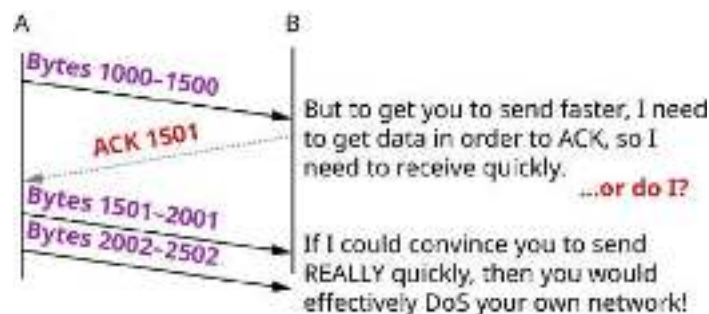 A
B
Bytes 1000–1500
But to get you to send faster, I need
to get data in order to ACK, so I
need to receive quickly.
...or do I?
ACK 1501
Bytes 1501–2001
Bytes 2002–2502
If I could convince you to send
REALLY quickly, then you would
effectively DoS your own network!